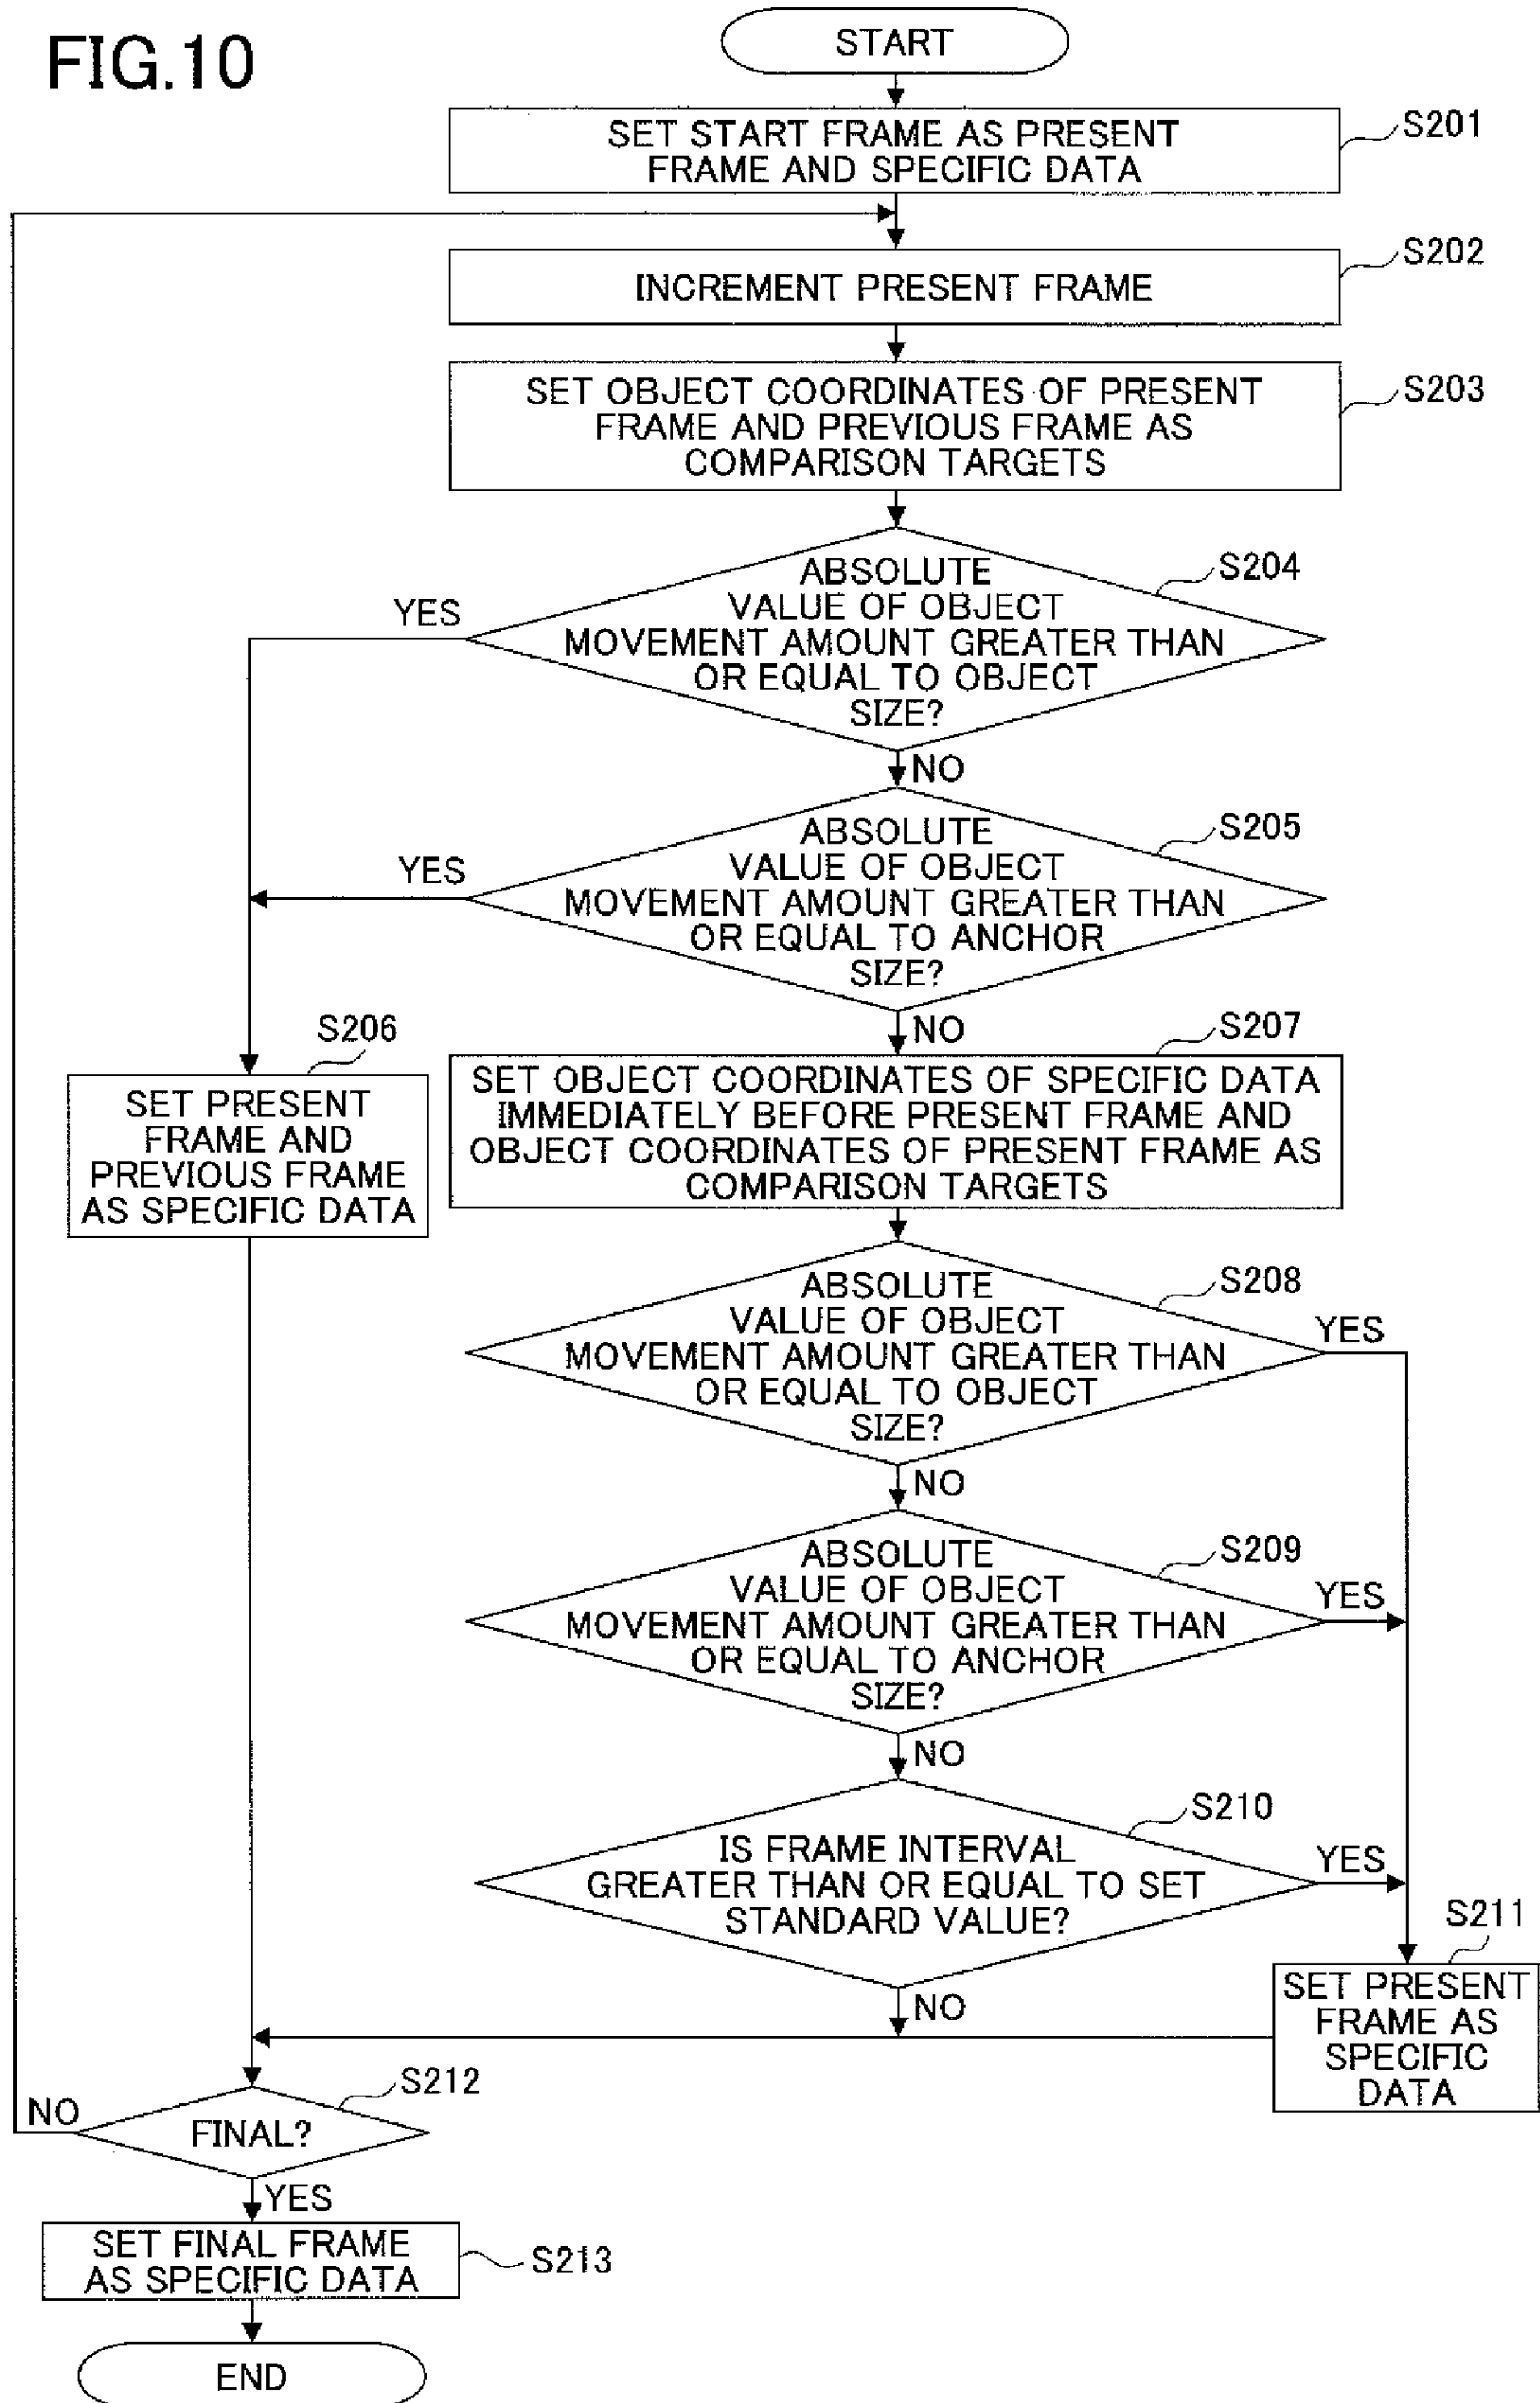 FIG.10
START
SET START FRAME AS PRESENT
FRAME AND SPECIFIC DATA
S201
INCREMENT PRESENT FRAME
S202
SET OBJECT COORDINATES OF PRESENT
FRAME AND PREVIOUS FRAME AS
COMPARISON TARGETS
S203
ABSOLUTE
VALUE OF OBJECT
MOVEMENT AMOUNT GREATER THAN
OR EQUAL TO OBJECT
SIZE?
S204
YES
NO
ABSOLUTE
VALUE OF OBJECT
MOVEMENT AMOUNT GREATER THAN
OR EQUAL TO ANCHOR
SIZE?
S205
YES
NO
S206
SET PRESENT
FRAME AND
PREVIOUS FRAME
AS SPECIFIC DATA
S207
SET OBJECT COORDINATES OF SPECIFIC DATA
IMMEDIATELY BEFORE PRESENT FRAME AND
OBJECT COORDINATES OF PRESENT FRAME AS
COMPARISON TARGETS
ABSOLUTE
VALUE OF OBJECT
MOVEMENT AMOUNT GREATER THAN
OR EQUAL TO OBJECT
SIZE?
S208
YES
NO
ABSOLUTE
VALUE OF OBJECT
MOVEMENT AMOUNT GREATER THAN
OR EQUAL TO ANCHOR
SIZE?
S209
YES
NO
IS FRAME INTERVAL
GREATER THAN OR EQUAL TO SET
STANDARD VALUE?
S210
YES
NO
S211
SET PRESENT
FRAME AS
SPECIFIC
DATA
S212
FINAL?
NO
YES
SET FINAL FRAME
AS SPECIFIC DATA
S213
END